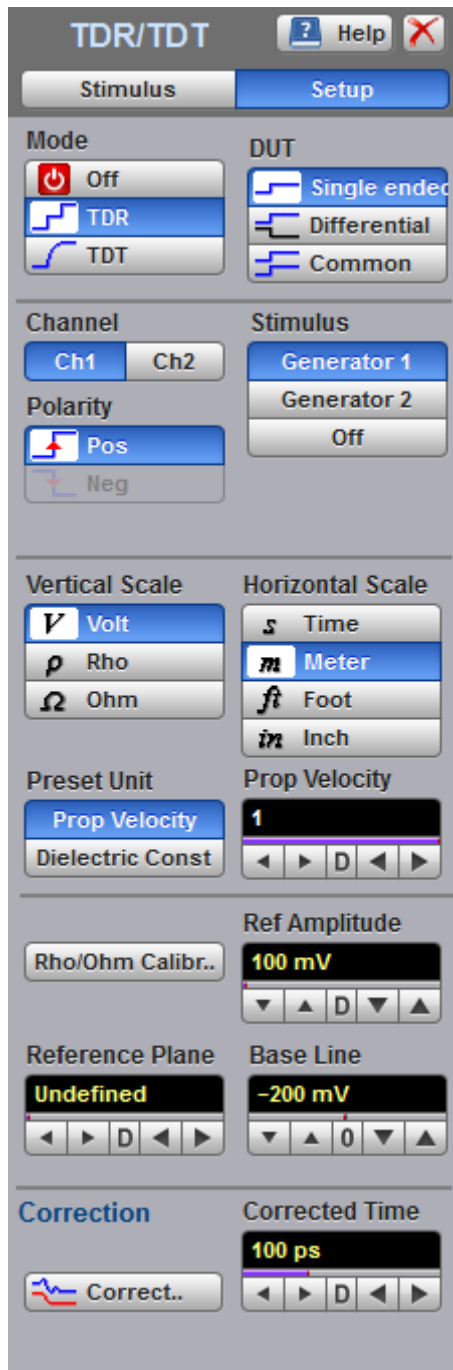 TDR/TDT
? Help
Stimulus Setup
Mode
Off
TDR
TDT
DUT
Single ended
Differential
Common
Channel
Ch1 Ch2
Stimulus
Generator 1
Generator 2
Off
Polarity
Pos
Neg
Vertical Scale
V Volt
ρ Rho
Ω Ohm
Horizontal Scale
s Time
m Meter
ft Foot
in Inch
Preset Unit
Prop Velocity
Dielectric Const
Prop Velocity
1
D
Rho/Ohm Calibr..
Ref Amplitude
100 mV
D
Reference Plane
Undefined
D
Base Line
-200 mV
0
Correction
Correct..
Corrected Time
100 ps
D